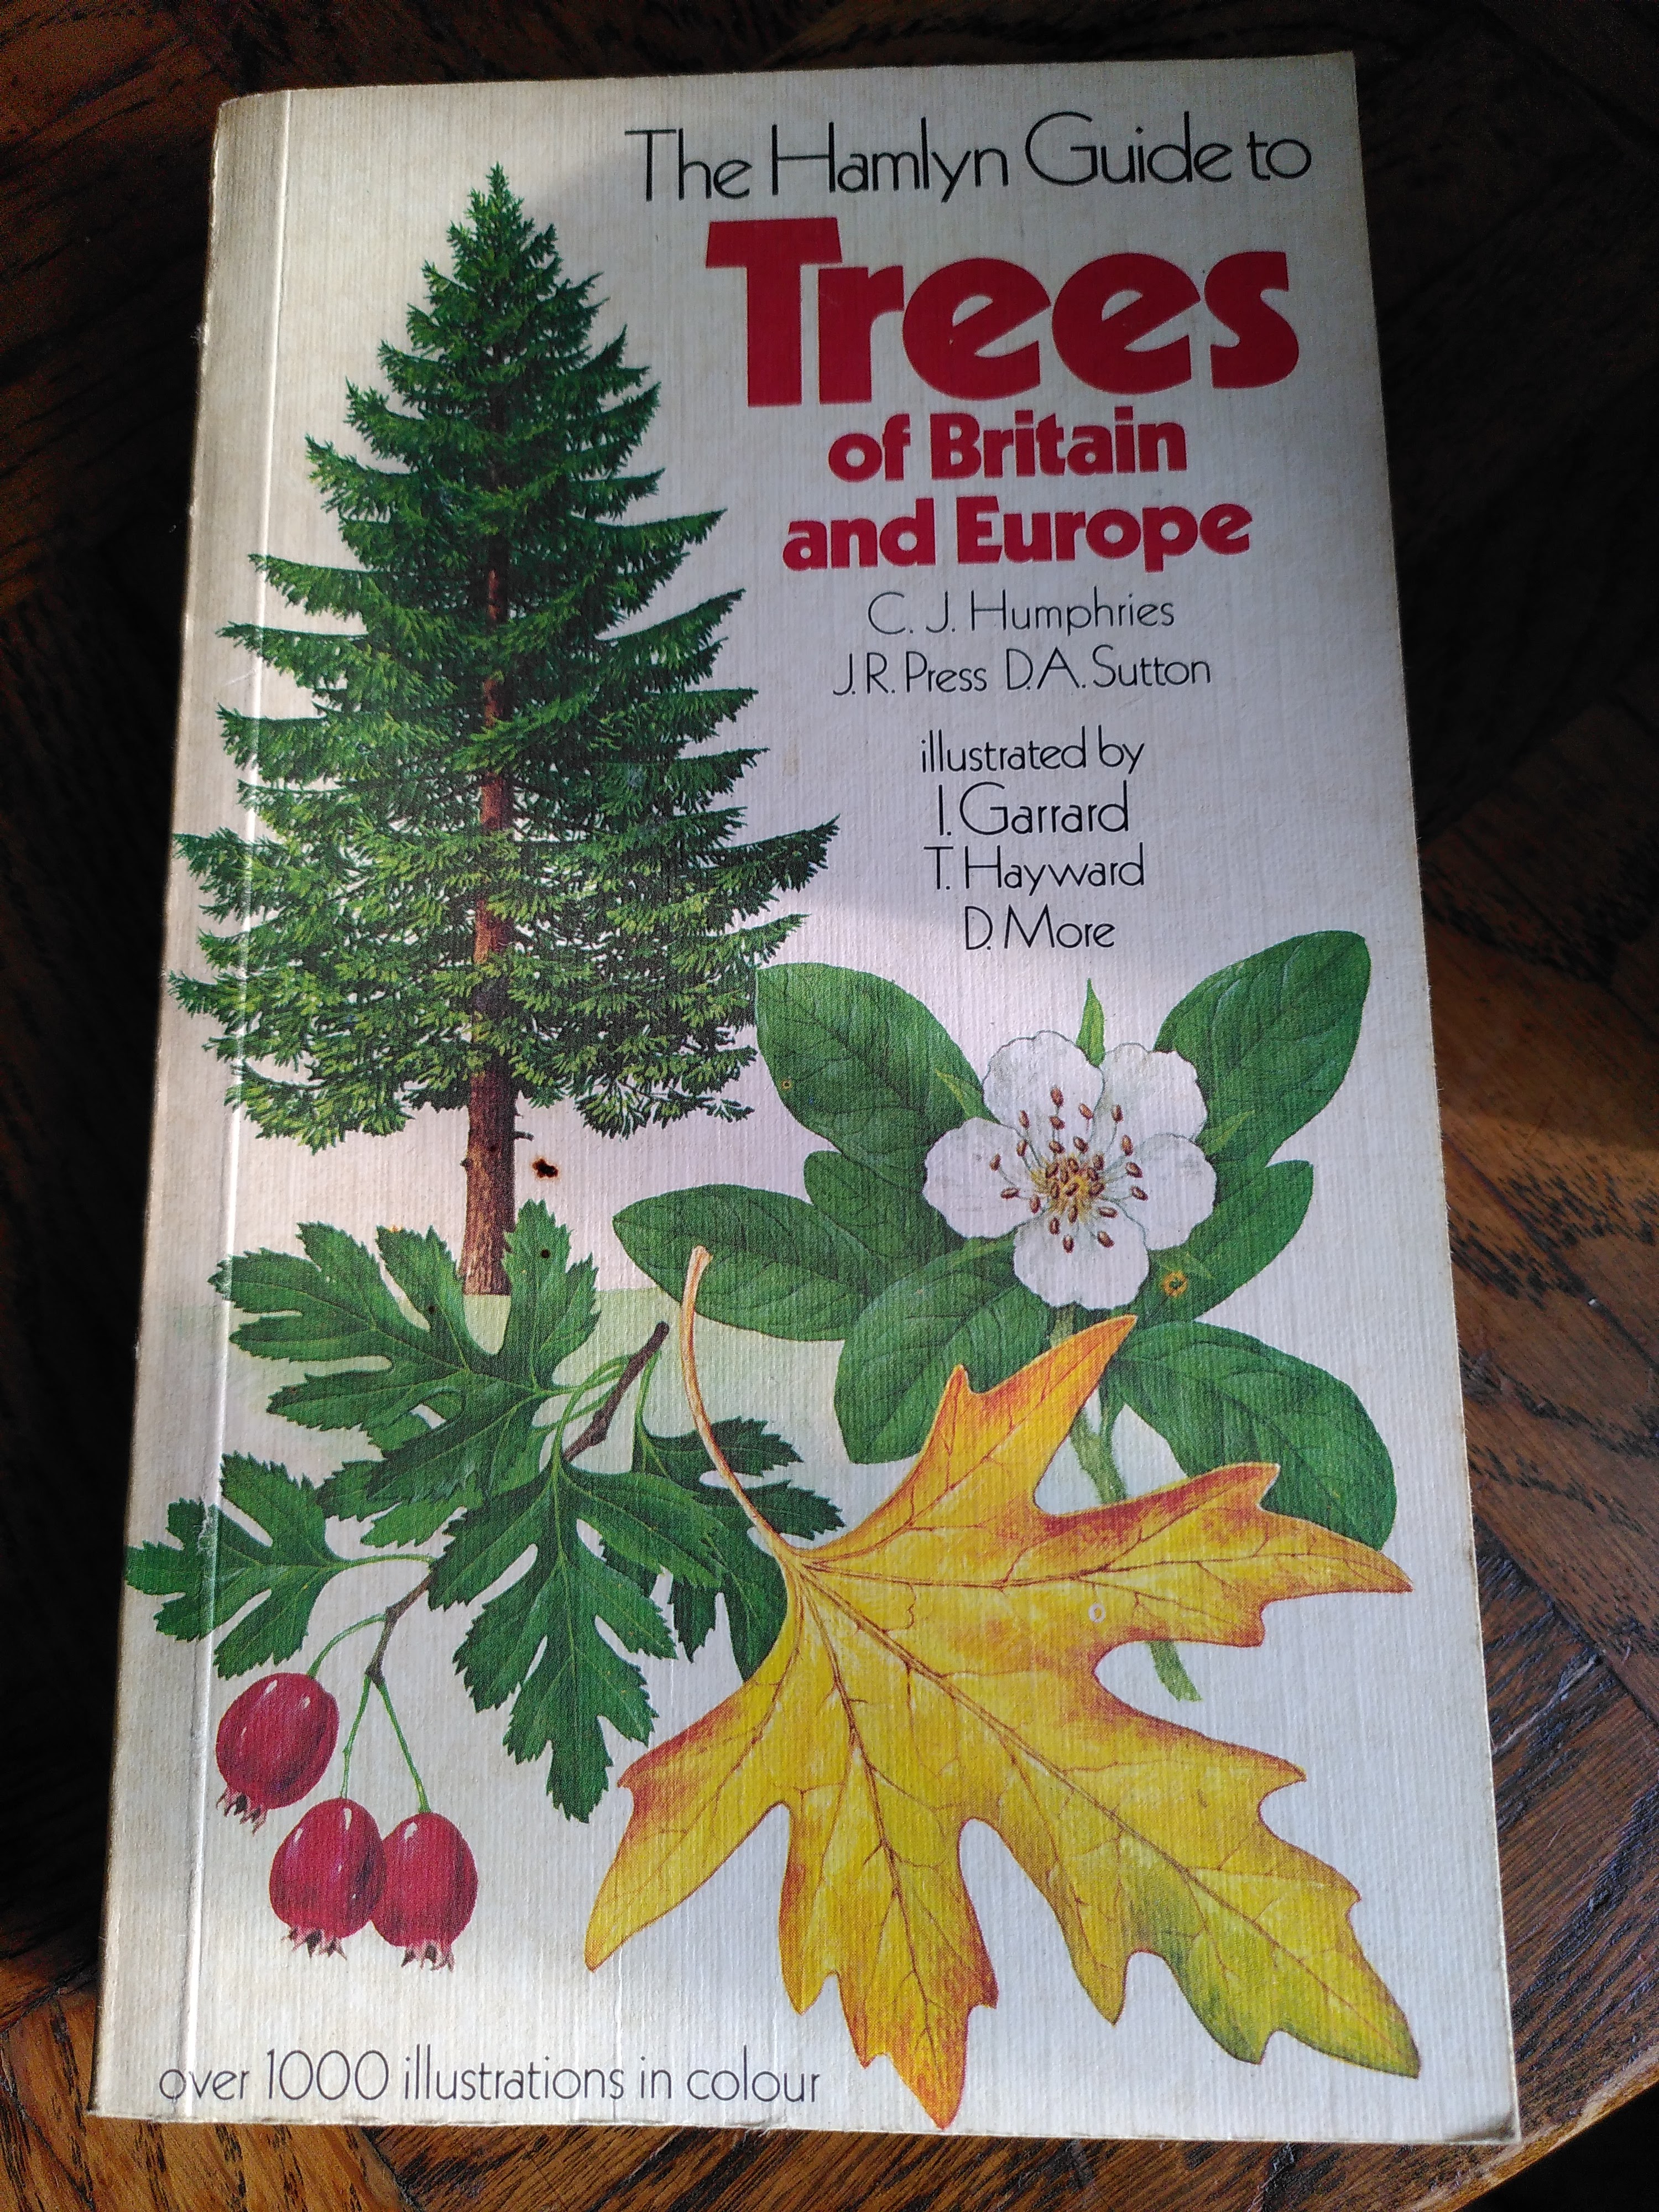 The Hamlyn Guide to
Trees
of Britain
and Europe
C. J. Humphries
J. R. Press D. A. Sutton
illustrated by
I. Garrard
T. Hayward
D. More
over 1000 illustrations in colour